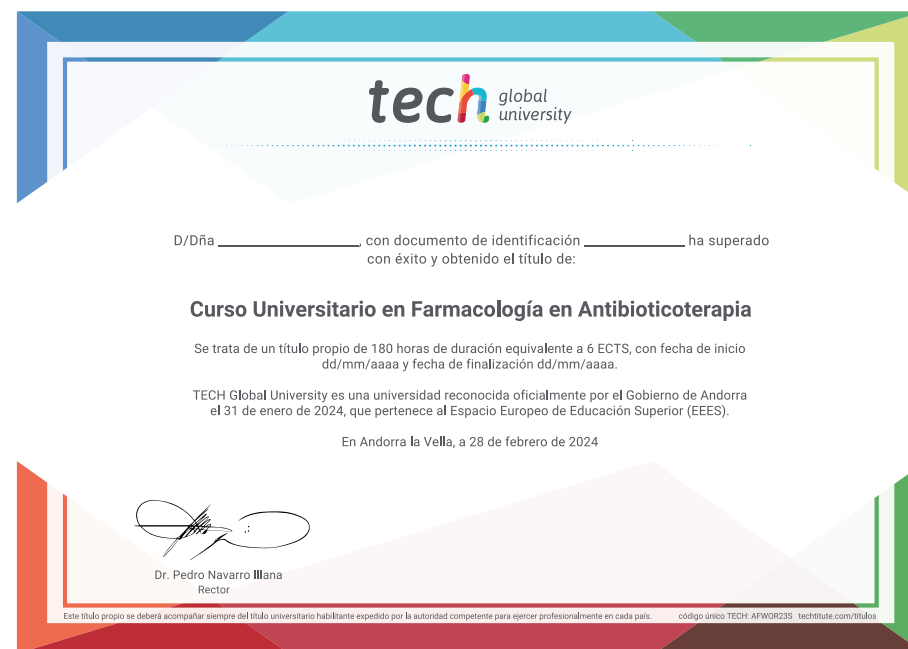 tech global
university
D/Dña ____________________, con documento de identificación ______________ ha superado
con éxito y obtenido el título de:
Curso Universitario en Farmacología en Antibioticoterapia
Se trata de un título propio de 180 horas de duración equivalente a 6 ECTS, con fecha de inicio
dd/mm/aaaa y fecha de finalización dd/mm/aaaa.
TECH Global University es una universidad reconocida oficialmente por el Gobierno de Andorra
el 31 de enero de 2024, que pertenece al Espacio Europeo de Educación Superior (EEES).
En Andorra la Vella, a 28 de febrero de 2024
Dr. Pedro Navarro Illana
Rector
Este título propio se deberá acompañar siempre del título universitario habilitante expedido por la autoridad competente para ejercer profesionalmente en cada país. código único TECH: AFWOR23S techtitute.com/titulos